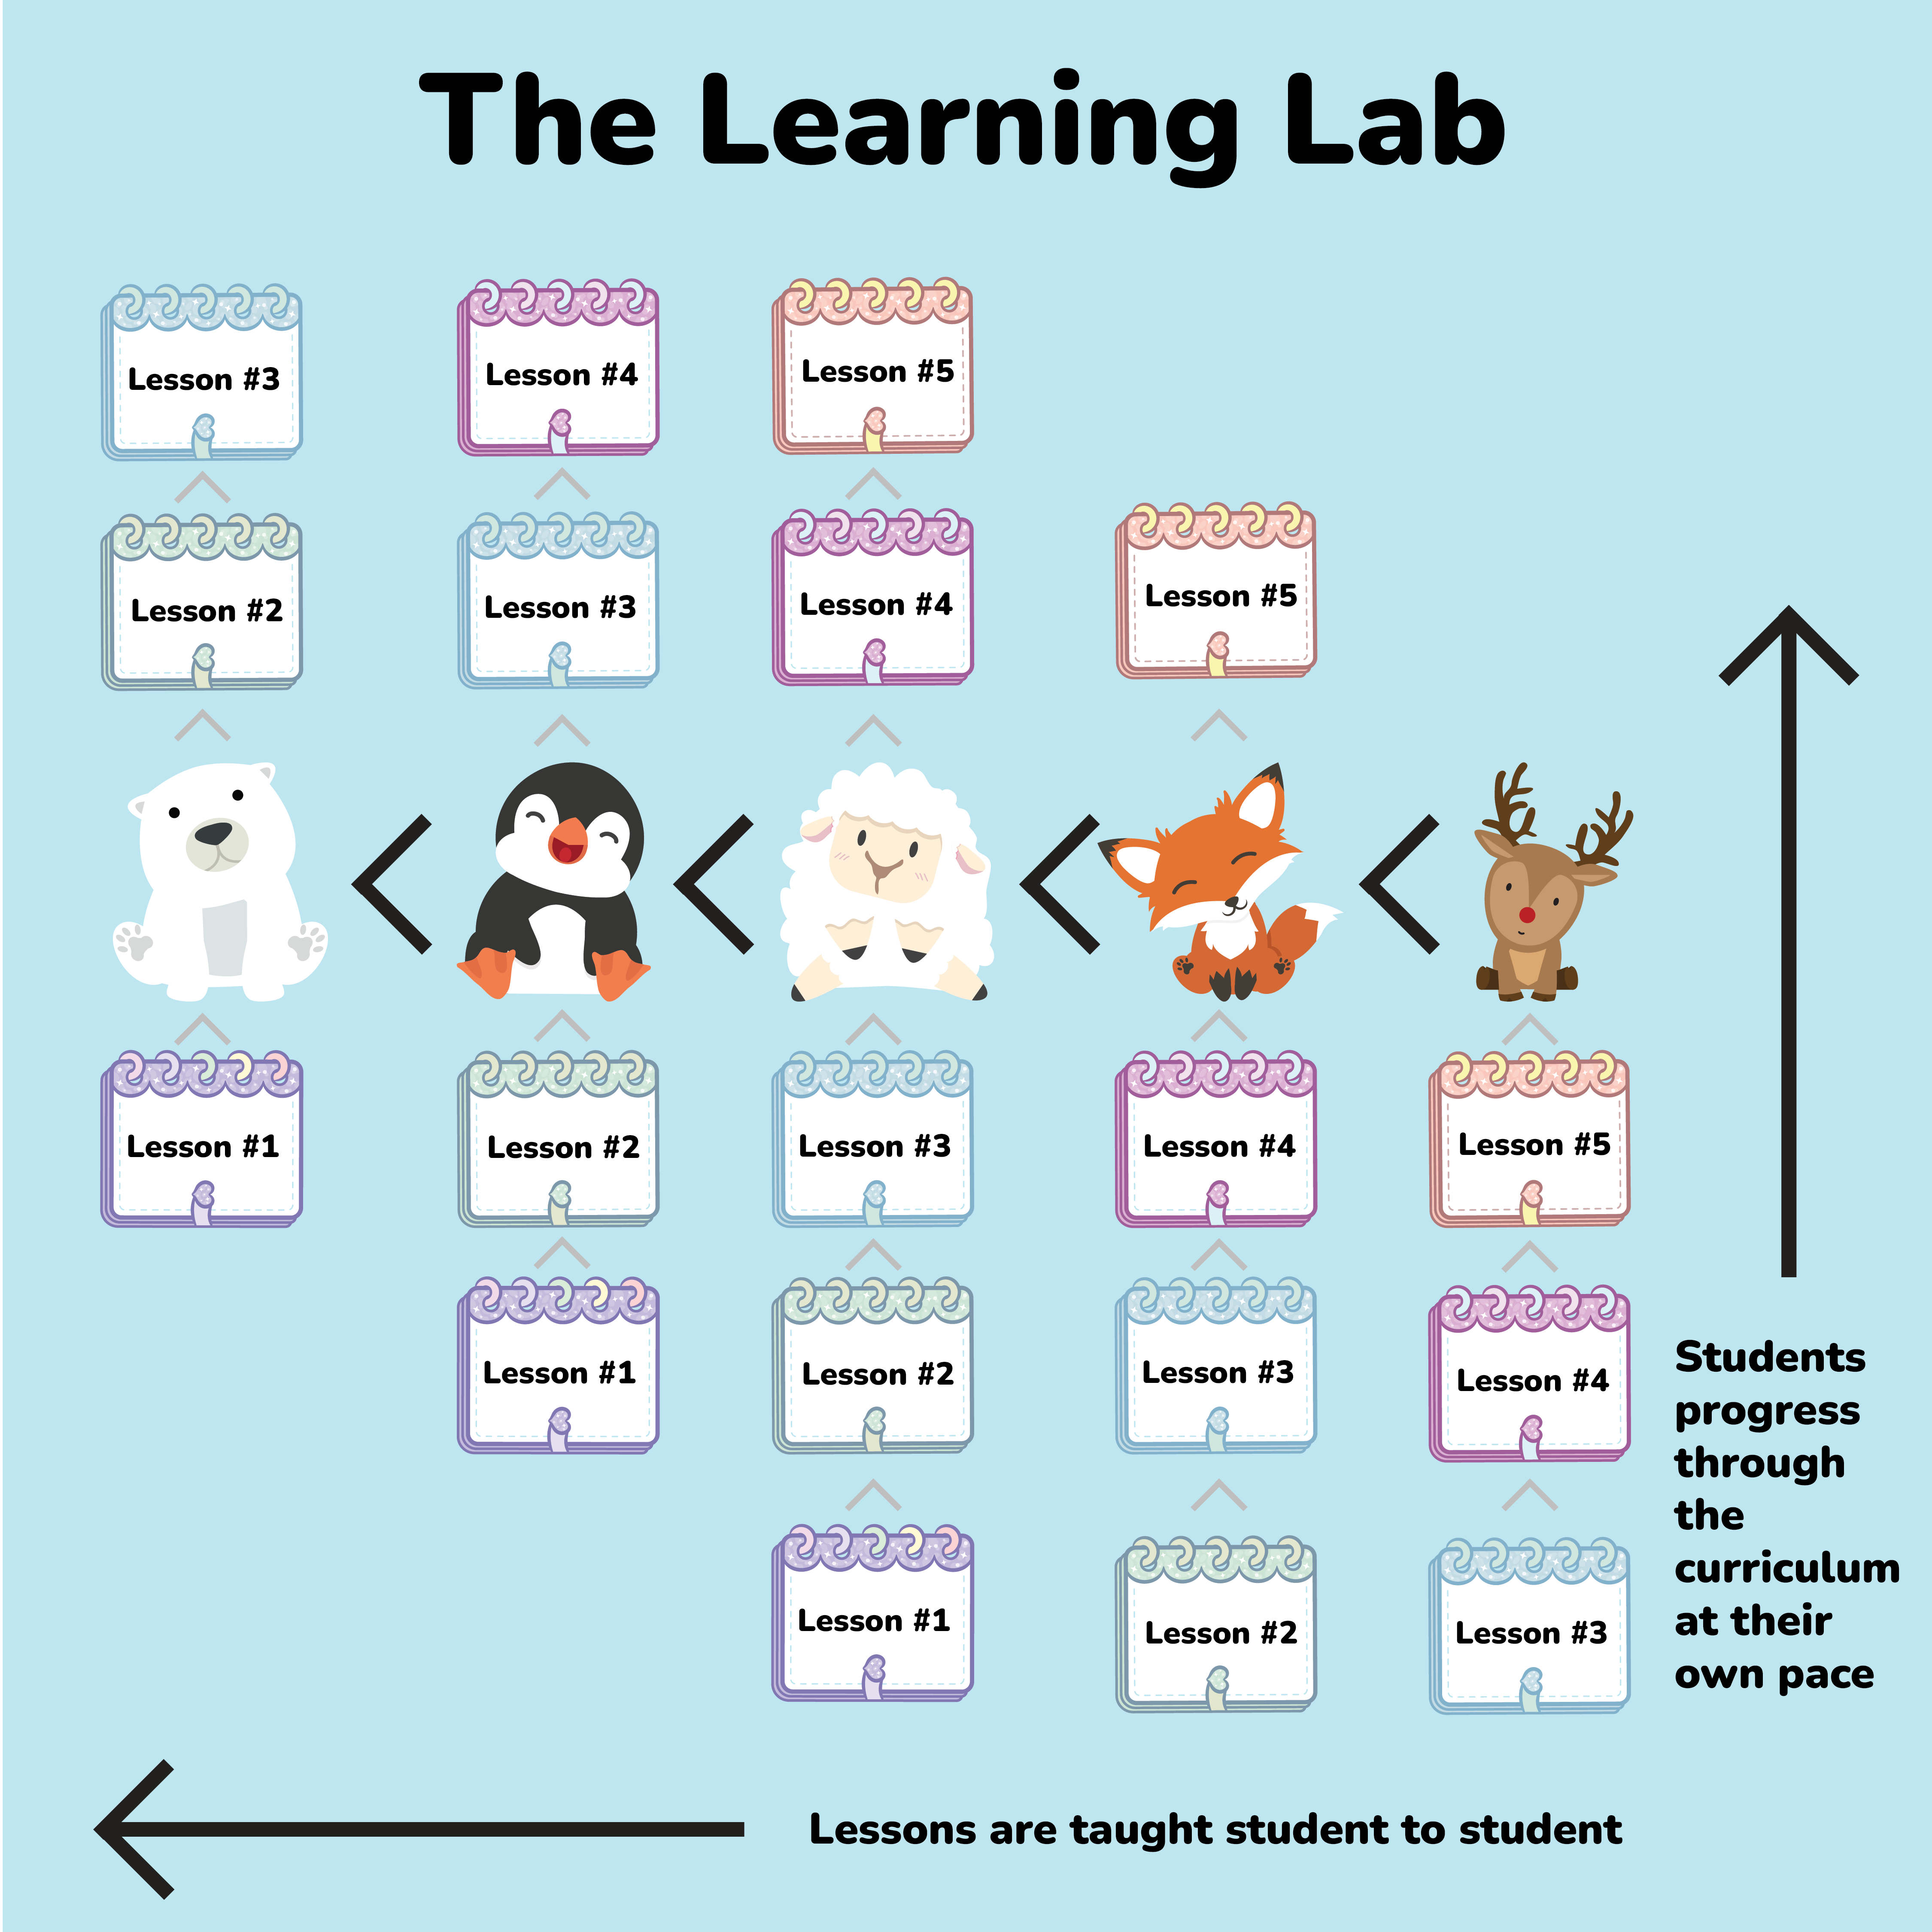 The Learning Lab
Lesson #3
Lesson #4
Lesson #5
Lesson #2
Lesson #3
Lesson #4
Lesson #5
Lesson #1
Lesson #2
Lesson #3
Lesson #4
Lesson #5
Lesson #1
Lesson #2
Lesson #3
Lesson #4
Lesson #1
Lesson #2
Lesson #3
Students
progress
through
the
curriculum
at their
own pace
Lessons are taught student to student